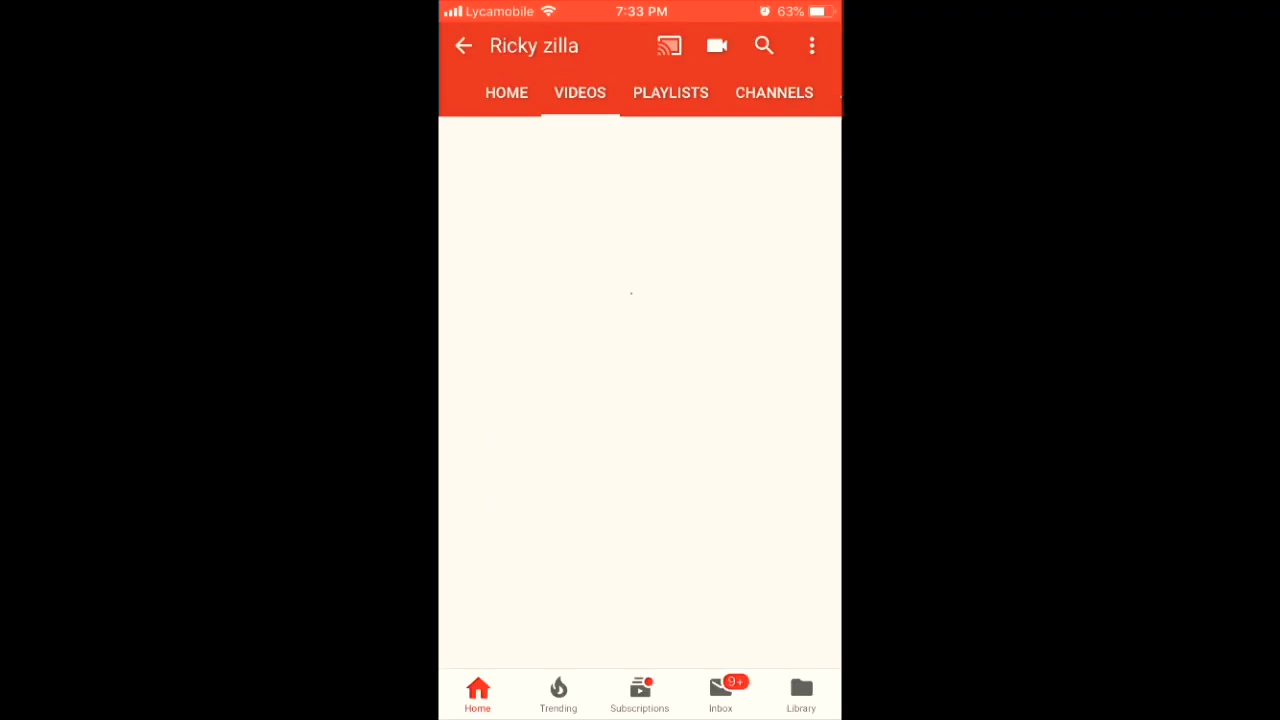 Lycamobile 7:33 PM 63%
Ricky zilla
HOME VIDEOS PLAYLISTS CHANNELS
9+
Home Trending Subscriptions Inbox Library